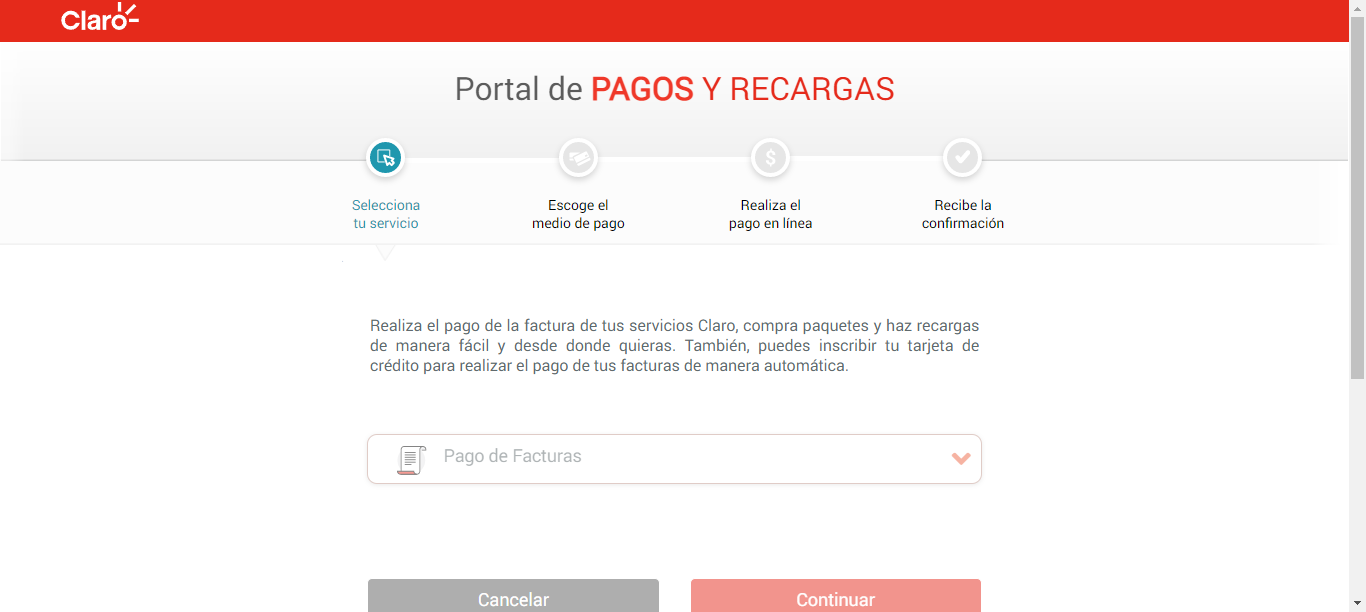 Claro
Portal de PAGOS Y RECARGAS
Selecciona
tu servicio
Escoge el
medio de pago
$
Realiza el
pago en línea
Recibe la
confirmación
Realiza el pago de la factura de tus servicios Claro, compra paquetes y haz recargas
de manera fácil y desde donde quieras. También, puedes inscribir tu tarjeta de
crédito para realizar el pago de tus facturas de manera automática.
Pago de Facturas
Cancelar
Continuar